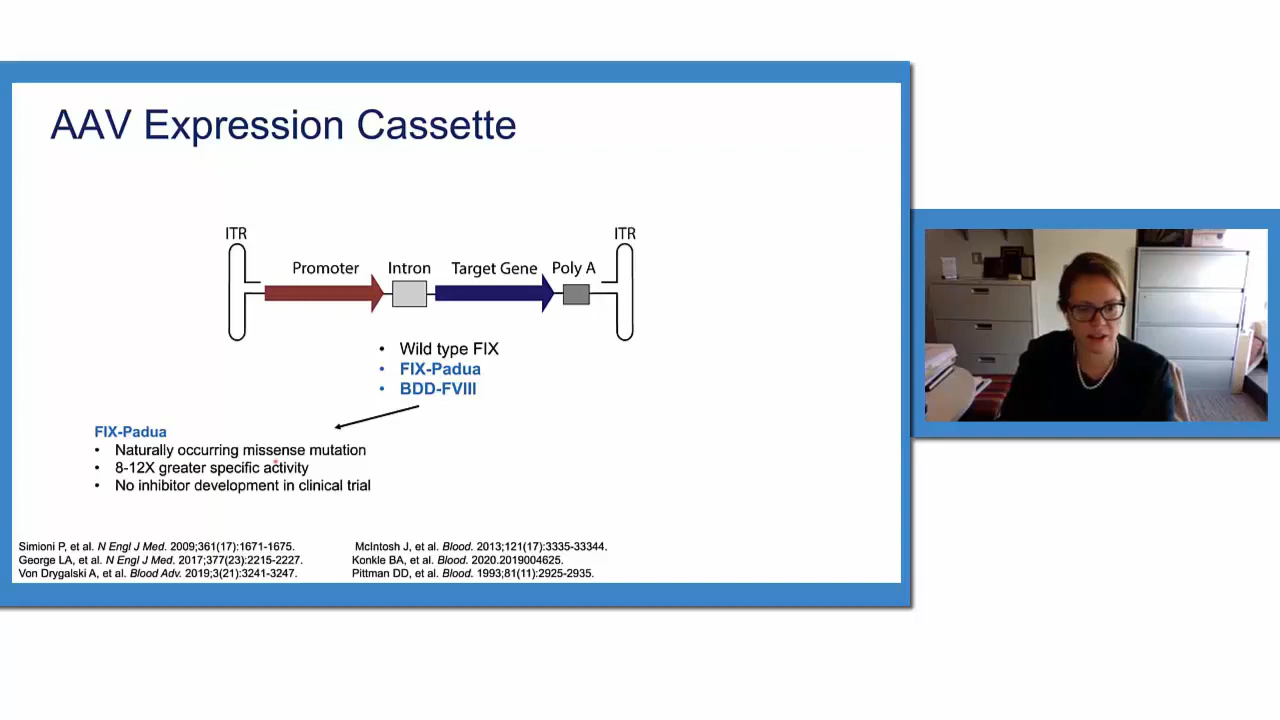 AAV Expression Cassette
ITR
ITR
Promoter
Intron
Target Gene
Poly A
• Wild type FIX
• FIX-Padua
• BDD-FVIII
FIX-Padua
• Naturally occurring missense mutation
• 8-12X greater specific activity
• No inhibitor development in clinical trial
Simioni P, et al. N Engl J Med. 2009;361(17):1671-1675.
George LA, et al. N Engl J Med. 2017;377(23):2215-2227.
Von Drygalski A, et al. Blood Adv. 2019;3(21):3241-3247.
McIntosh J, et al. Blood. 2013;121(17):3335-33344.
Konkle BA, et al. Blood. 2020.2019004625.
Pittman DD, et al. Blood. 1993;81(11):2925-2935.